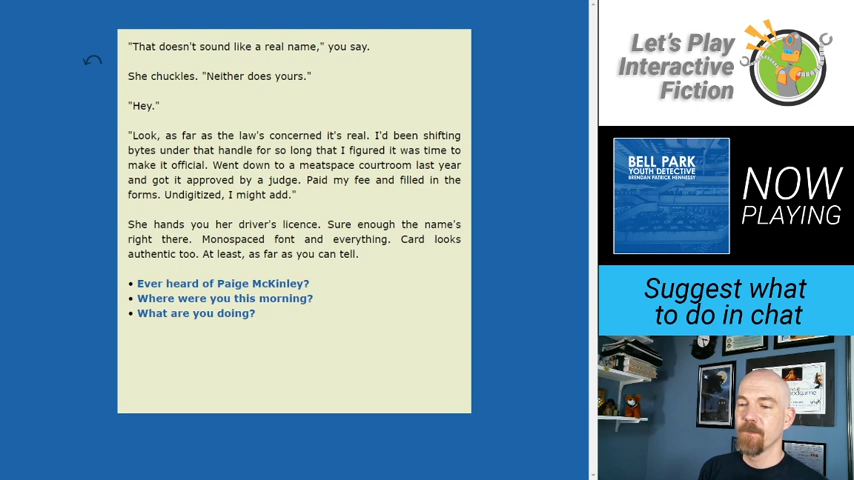 "That doesn't sound like a real name," you say.
She chuckles. "Neither does yours."
"Hey."
"Look, as far as the law's concerned it's real. I'd been shifting
bytes under that handle for so long that I figured it was time to
make it official. Went down to a meatspace courtroom last year
and got it approved by a judge. Paid my fee and filled in the
forms. Undigitized, I might add."
She hands you her driver's licence. Sure enough the name's
right there. Monospaced font and everything. Card looks
authentic too. At least, as far as you can tell.
• Ever heard of Paige McKinley?
• Where were you this morning?
• What are you doing?
Let's Play
Interactive
Fiction
BELL PARK
YOUTH DETECTIVE
BRENDAN PATRICK HENNESSY
NOW
PLAYING
Suggest what
to do in chat